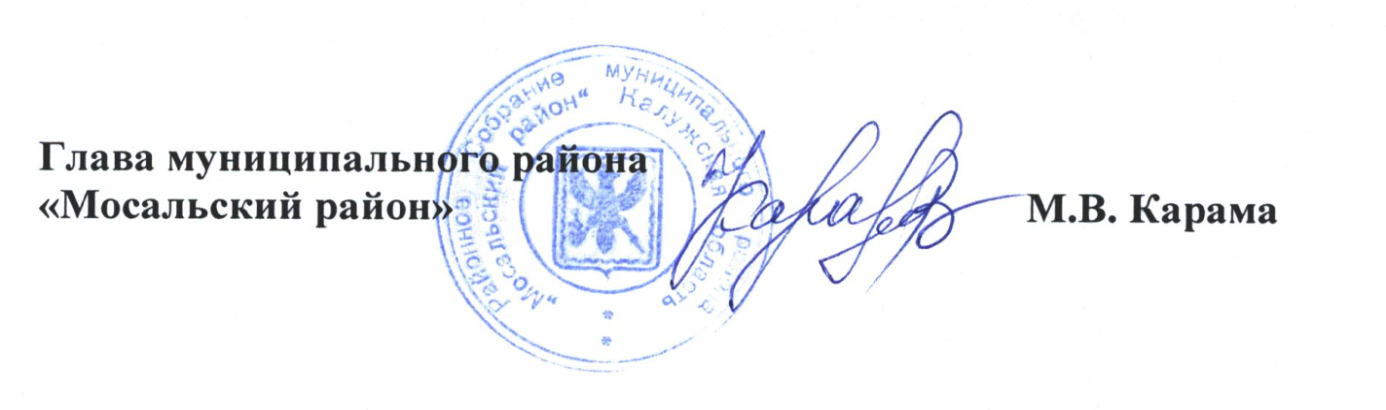 Глава муниципального района
«Мосальский район»
М.В. Карама
Районное Собрание муниципального района
„Мосальский район“ Калужская область